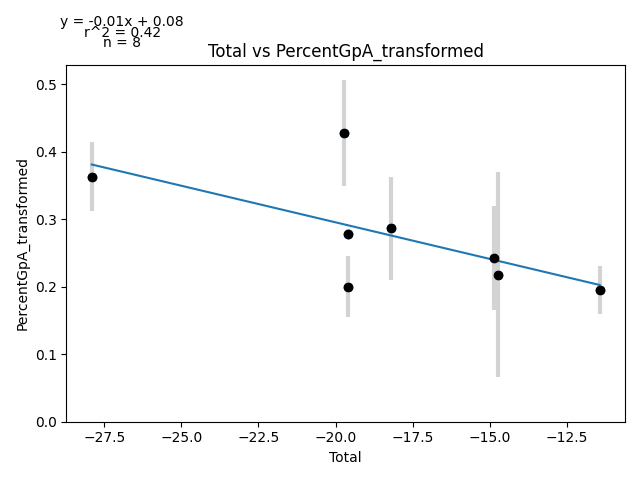 y = -0.01x + 0.08
r^2 = 0.42
n = 8
Total vs PercentGpA_transformed
PercentGpA_transformed
0.5
0.4
0.3
0.2
0.1
0.0
−27.5 −25.0 −22.5 −20.0 −17.5 −15.0 −12.5
Total